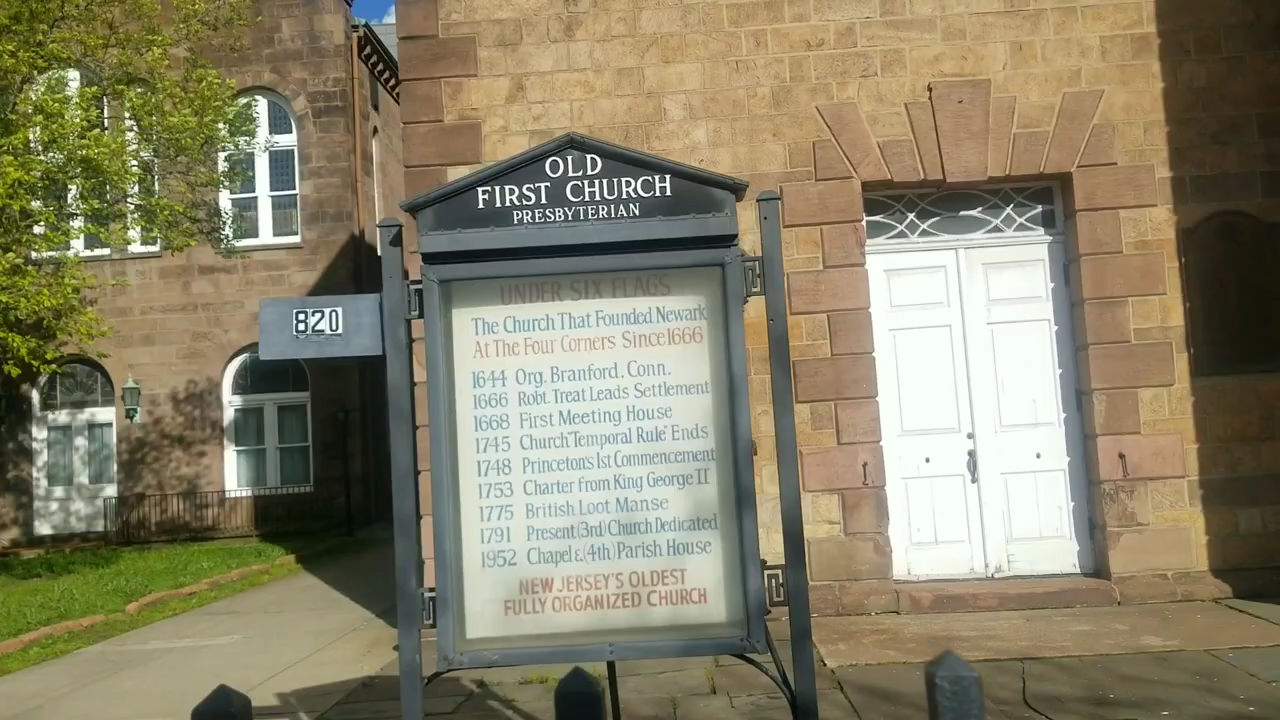 OLD
FIRST CHURCH
PRESBYTERIAN
820
UNDER SIX FLAGS
The Church That Founded Newark
At The Four Corners Since 1666
1644 Org. Branford. Conn.
1666 Robt. Treat Leads Settlement
1668 First Meeting House
1745 Church "Temporal Rule" Ends
1748 Princeton's 1st Commencement
1753 Charter from King George II
1775 British Loot Manse
1791 Present (3rd) Church Dedicated
1952 Chapel & (4th) Parish House
NEW JERSEY'S OLDEST
FULLY ORGANIZED CHURCH